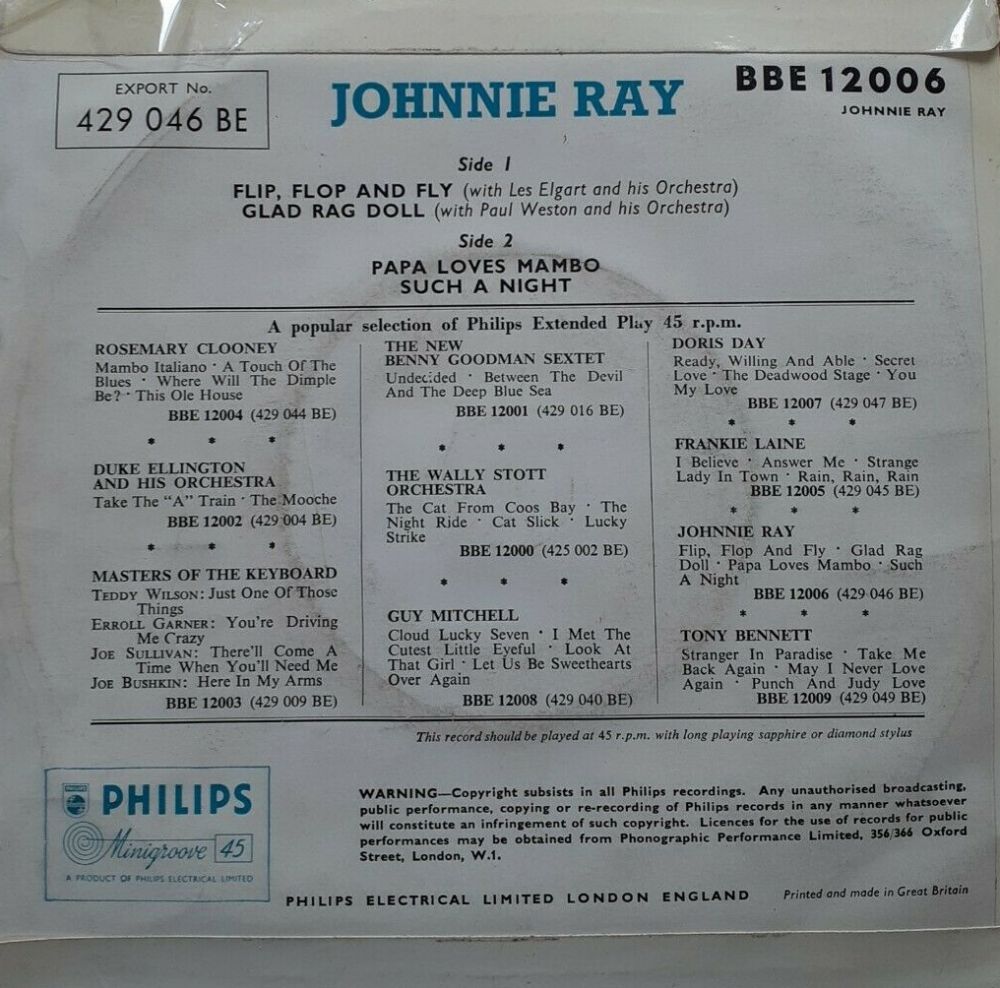 EXPORT No.
429 046 BE
JOHNNIE RAY
BBE 12006
JOHNNIE RAY
Side 1
FLIP, FLOP AND FLY (with Les Elgart and his Orchestra)
GLAD RAG DOLL (with Paul Weston and his Orchestra)
Side 2
PAPA LOVES MAMBO
SUCH A NIGHT
A popular selection of Philips Extended Play 45 r.p.m.
ROSEMARY CLOONEY
Mambo Italiano · A Touch Of The
Blues · Where Will The Dimple
Be? · This Ole House
BBE 12004 (429 044 BE)
* * *
DUKE ELLINGTON
AND HIS ORCHESTRA
Take The "A" Train · The Mooche
BBE 12002 (429 004 BE)
* * *
MASTERS OF THE KEYBOARD
TEDDY WILSON: Just One Of Those
Things
ERROLL GARNER: You're Driving
Me Crazy
JOE SULLIVAN: There'll Come A
Time When You'll Need Me
JOE BUSHKIN: Here In My Arms
BBE 12003 (429 009 BE)
THE NEW
BENNY GOODMAN SEXTET
Undecided · Between The Devil
And The Deep Blue Sea
BBE 12001 (429 016 BE)
* * *
THE WALLY STOTT
ORCHESTRA
The Cat From Coos Bay · The
Night Ride · Cat Slick · Lucky
Strike
BBE 12000 (425 002 BE)
* * *
GUY MITCHELL
Cloud Lucky Seven · I Met The
Cutest Little Eyeful · Look At
That Girl · Let Us Be Sweethearts
Over Again
BBE 12008 (429 040 BE)
DORIS DAY
Ready, Willing And Able · Secret
Love · The Deadwood Stage · You
My Love
BBE 12007 (429 047 BE)
* * *
FRANKIE LAINE
I Believe · Answer Me · Strange
Lady In Town · Rain, Rain, Rain
BBE 12005 (429 045 BE)
* * *
JOHNNIE RAY
Flip, Flop And Fly · Glad Rag
Doll · Papa Loves Mambo · Such
A Night
BBE 12006 (429 046 BE)
* * *
TONY BENNETT
Stranger In Paradise · Take Me
Back Again · May I Never Love
Again · Punch And Judy Love
BBE 12009 (429 049 BE)
This record should be played at 45 r.p.m. with long playing sapphire or diamond stylus
PHILIPS
PHILIPS
Minigroove 45
A PRODUCT OF PHILIPS ELECTRICAL LIMITED
WARNING—Copyright subsists in all Philips recordings. Any unauthorised broadcasting,
public performance, copying or re-recording of Philips records in any manner whatsoever
will constitute an infringement of such copyright. Licences for the use of records for public
performances may be obtained from Phonographic Performance Limited, 356/366 Oxford
Street, London, W.1.
PHILIPS ELECTRICAL LIMITED LONDON ENGLAND
Printed and made in Great Britain